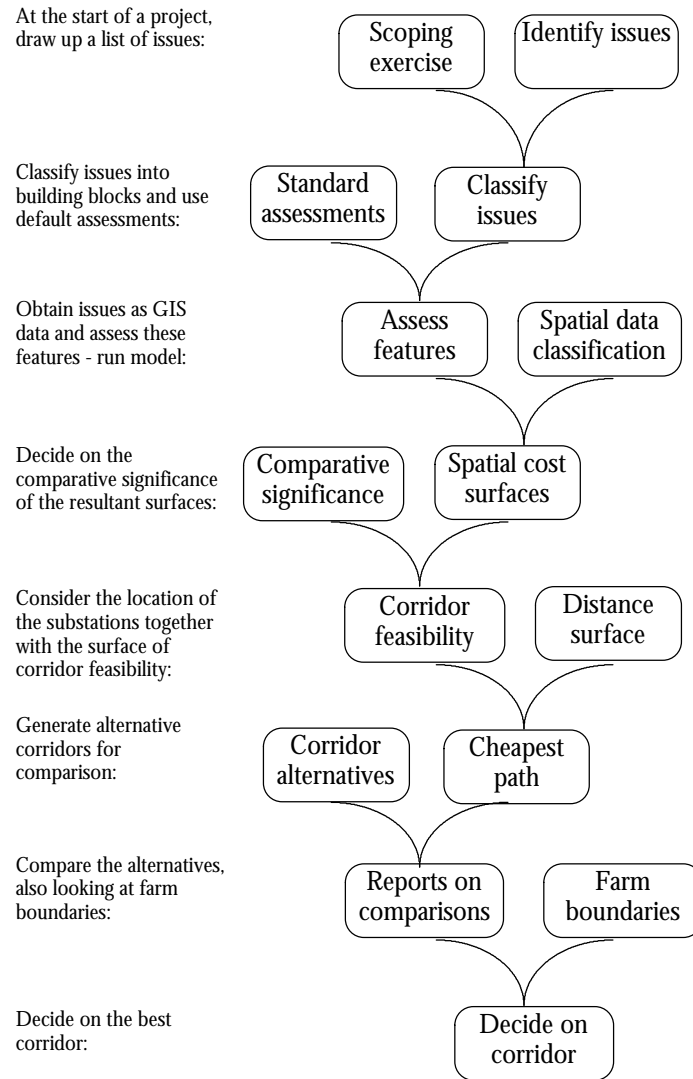 At the start of a project,
draw up a list of issues:
Scoping
exercise
Identify issues
Classify issues into
building blocks and use
default assessments:
Standard
assessments
Classify
issues
Obtain issues as GIS
data and assess these
features - run model:
Assess
features
Spatial data
classification
Decide on the
comparative significance
of the resultant surfaces:
Comparative
significance
Spatial cost
surfaces
Consider the location of
the substations together
with the surface of
corridor feasibility:
Corridor
feasibility
Distance
surface
Generate alternative
corridors for
comparison:
Corridor
alternatives
Cheapest
path
Compare the alternatives,
also looking at farm
boundaries:
Reports on
comparisons
Farm
boundaries
Decide on the best
corridor:
Decide on
corridor